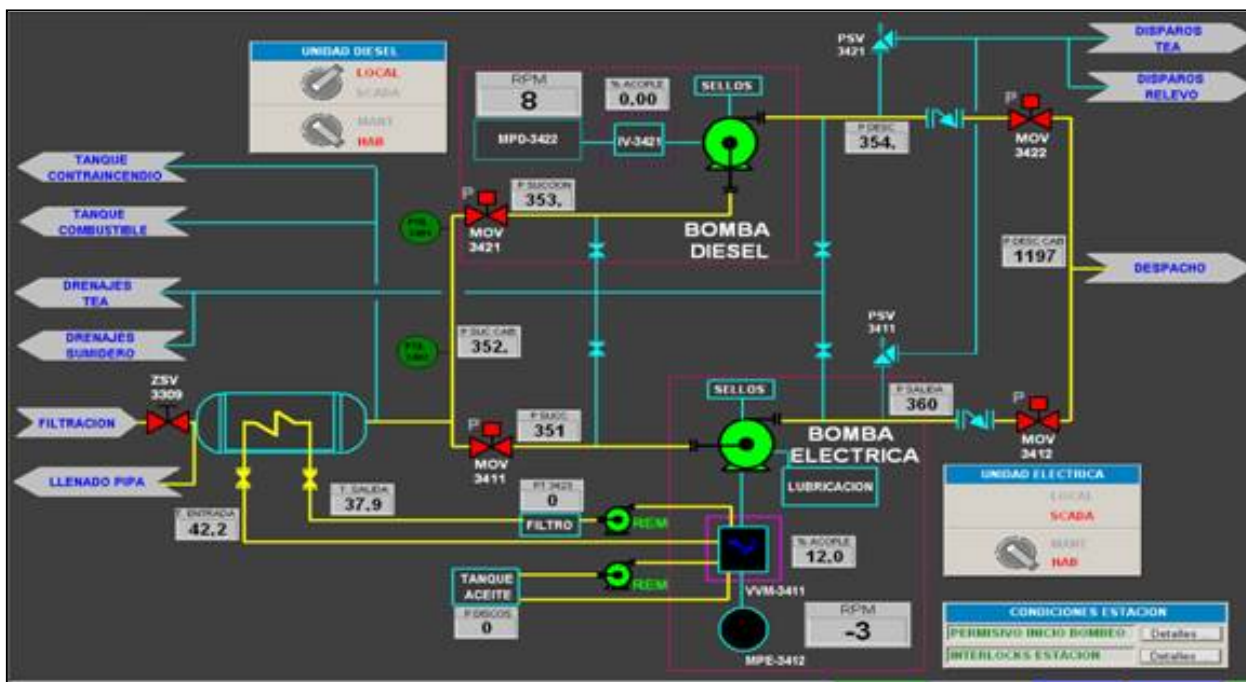 UNIDAD DIESEL
LOCAL
SCADA
MANT
HAB
RPM
8
MPD-3422
% ACOPLE
0.00
IV-3421
SELLOS
PSV
3421
DISPAROS
TEA
DISPAROS
RELEVO
P DESC
354,
P
MOV
3422
TANQUE
CONTRAINCENDIO
TANQUE
COMBUSTIBLE
P
MOV
3421
P SUCCION
353,
BOMBA
DIESEL
P DESC CAB
1197
DESPACHO
DRENAJES
TEA
DRENAJES
SUMIDERO
P SUC CAB
352,
PSV
3411
ZSV
3309
FILTRACION
LLENADO PIPA
P
MOV
3411
P SUCC
351
SELLOS
P SALIDA
360
BOMBA
ELECTRICA
P
MOV
3412
LUBRICACION
T. ENTRADA
42,2
T. SALIDA
37,9
PT 3423
0
FILTRO
REM
TANQUE
ACEITE
P DISCOS
0
REM
VVM-3411
% ACOPLE
12,0
MPE-3412
RPM
-3
UNIDAD ELECTRICA
LOCAL
SCADA
MANT
HAB
CONDICIONES ESTACION
PERMISIVO INICIO BOMBEO
Detalles
INTERLOCKS ESTACION
Detalles